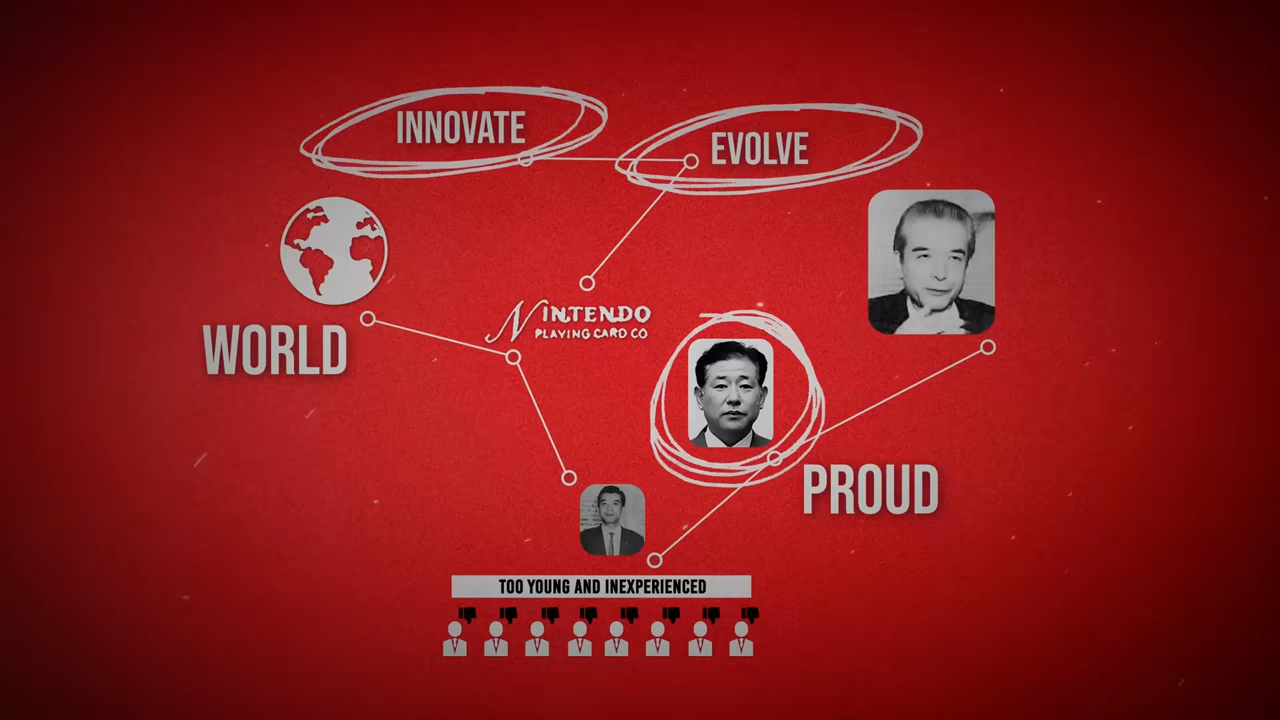 INNOVATE
EVOLVE
WORLD
NINTENDO
PLAYING CARD CO
PROUD
TOO YOUNG AND INEXPERIENCED